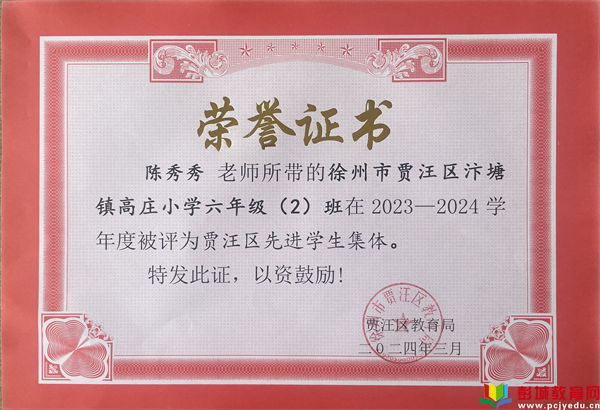 荣誉证书
陈秀秀 老师所带的徐州市贾汪区汴塘
镇高庄小学六年级（2）班在2023—2024学
年度被评为贾汪区先进学生集体。
特发此证，以资鼓励！
贾汪区教育局
二〇二四年三月
彭城教育网
www.pcjyedu.cn